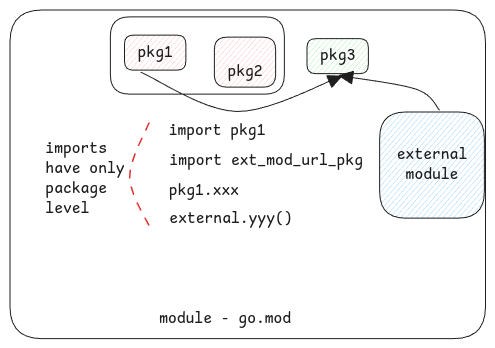 pkg1
pkg2
pkg3
external
module
imports
have only
package
level
import pkg1
import ext_mod_url_pkg
pkg1.xxx
external.yyy()
module - go.mod